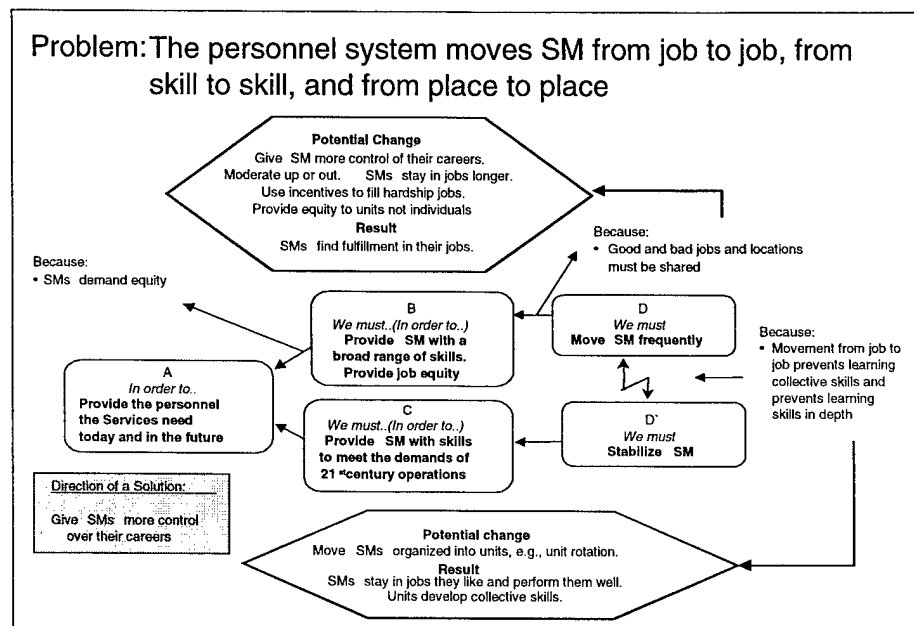 Problem: The personnel system moves SM from job to job, from
skill to skill, and from place to place
Potential Change
Give SM more control of their careers.
Moderate up or out. SMs stay in jobs longer.
Use incentives to fill hardship jobs.
Provide equity to units not individuals
Result
SMs find fulfillment in their jobs.
Because:
• SMs demand equity
Because:
• Good and bad jobs and locations
must be shared
B
We must..(In order to..)
Provide SM with a
broad range of skills.
Provide job equity
D
We must
Move SM frequently
Because:
• Movement from job to
job prevents learning
collective skills and
prevents learning
skills in depth
A
In order to..
Provide the personnel
the Services need
today and in the future
C
We must..(In order to..)
Provide SM with skills
to meet the demands of
21st century operations
D`
We must
Stabilize SM
Direction of a Solution:
Give SMs more control
over their careers
Potential change
Move SMs organized into units, e.g., unit rotation.
Result
SMs stay in jobs they like and perform them well.
Units develop collective skills.